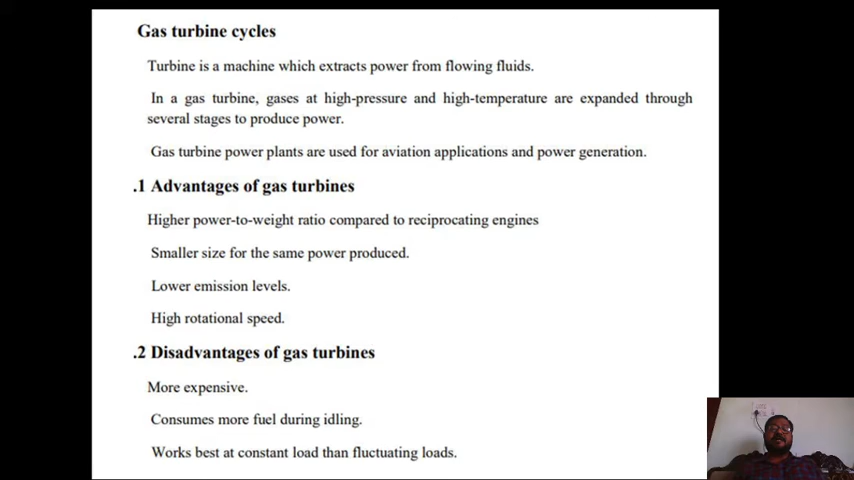 Gas turbine cycles
Turbine is a machine which extracts power from flowing fluids.
In a gas turbine, gases at high-pressure and high-temperature are expanded through
several stages to produce power.
Gas turbine power plants are used for aviation applications and power generation.
.1 Advantages of gas turbines
Higher power-to-weight ratio compared to reciprocating engines
Smaller size for the same power produced.
Lower emission levels.
High rotational speed.
.2 Disadvantages of gas turbines
More expensive.
Consumes more fuel during idling.
Works best at constant load than fluctuating loads.